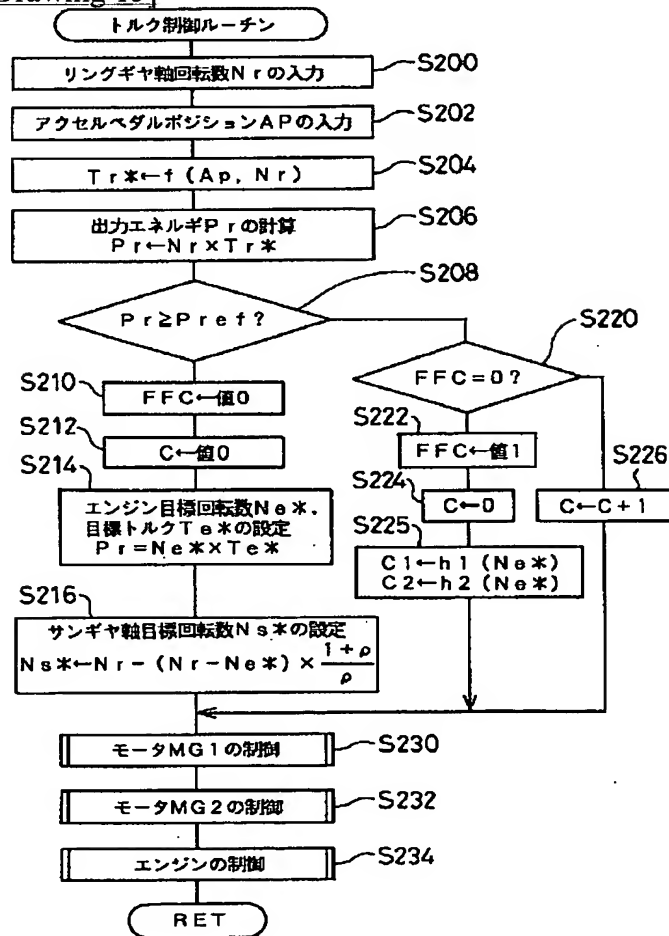 トルク制御ルーチン
リングギヤ軸回転数Nrの入力
S200
アクセルペダルポジションAPの入力
S202
Tr*←f(Ap, Nr)
S204
出力エネルギPrの計算
Pr←Nr×Tr*
S206
Pr≧Pref?
S208
S210
FFC←値0
S212
C←値0
S214
エンジン目標回転数Ne*,
目標トルクTe*の設定
Pr=Ne*×Te*
S216
サンギヤ軸目標回転数Ns*の設定
Ns*←Nr-(Nr-Ne*)×(1+ρ)/ρ
FFC=0?
S220
S222
FFC←値1
S224
C←0
S225
C1←h1(Ne*)
C2←h2(Ne*)
S226
C←C+1
モータMG1の制御
S230
モータMG2の制御
S232
エンジンの制御
S234
RET